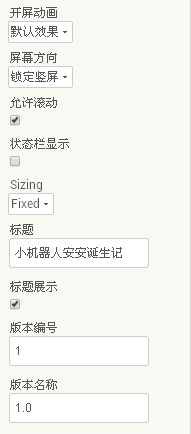 开屏动画
默认效果
屏幕方向
锁定竖屏
允许滚动
状态栏显示
Sizing
Fixed
标题
小机器人安安诞生记
标题展示
版本编号
1
版本名称
1.0